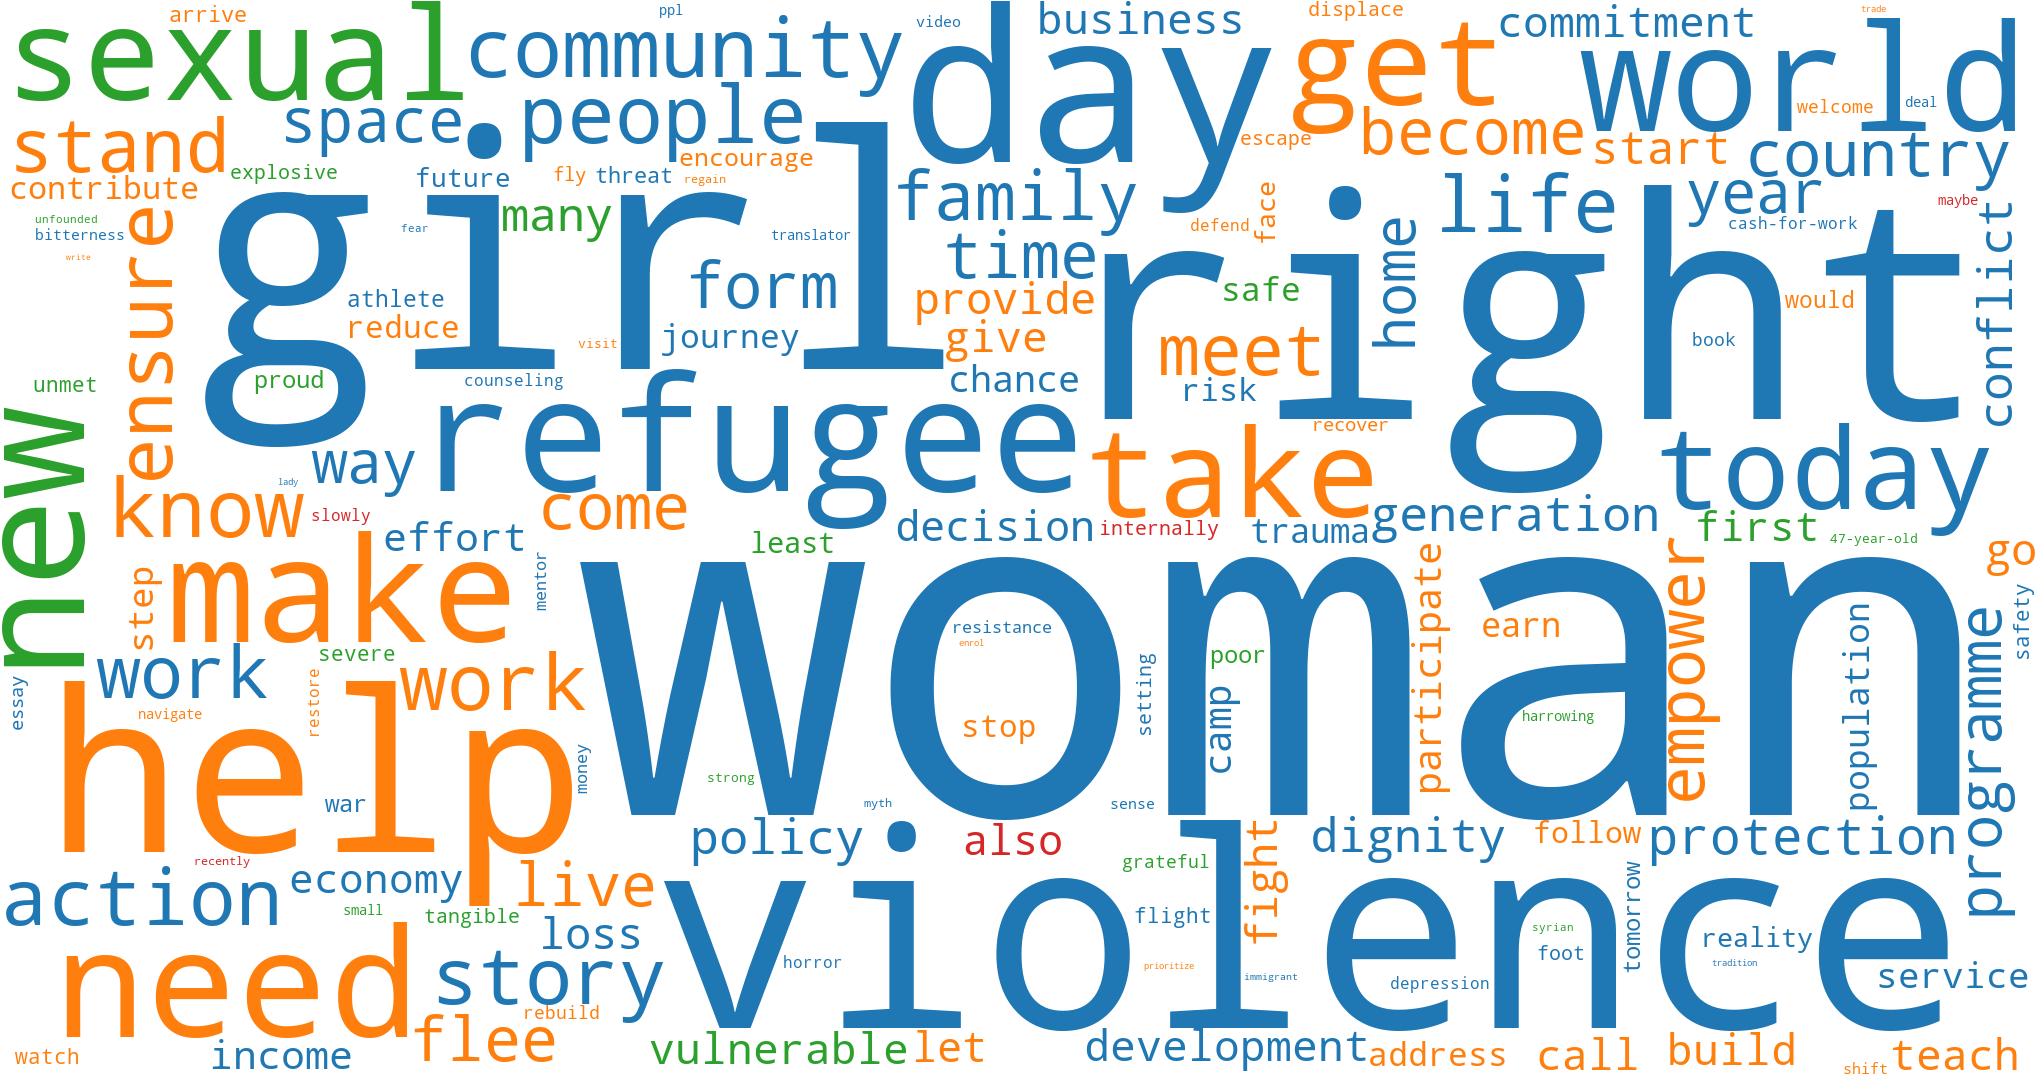 arrive
ppl
video
business
displace
commitment
trade
sexual
community
day
get
world
welcome
deal
space
people
become
start
country
stand
escape
explosive
encourage
contribute
future
fly
threat
regain
family
life
year
maybe
unfounded
bitterness
write
ensure
girl
many
fear
translator
defend
face
cash-for-work
right
home
conflict
time
form
safe
athlete
reduce
provide
would
journey
visit
give
meet
book
unmet
proud
counseling
chance
risk
new
refugee
take
recover
today
way
know
lady
slowly
come
effort
least
decision
internally
trauma
generation
first
47-year-old
go
make
step
mentor
woman
participate
empower
safety
resistance
enrol
earn
work
severe
work
poor
setting
camp
population
programme
essay
navigate
restore
help
stop
harrowing
money
strong
war
myth
sense
policy
also
fight
dignity
follow
protection
recently
grateful
tomorrow
action
economy
live
violence
small
tangible
flight
syrian
loss
foot
reality
need
story
horror
prioritize
immigrant
depression
tradition
service
rebuild
flee
watch
income
vulnerable
let
development
address
call
build
shift
teach